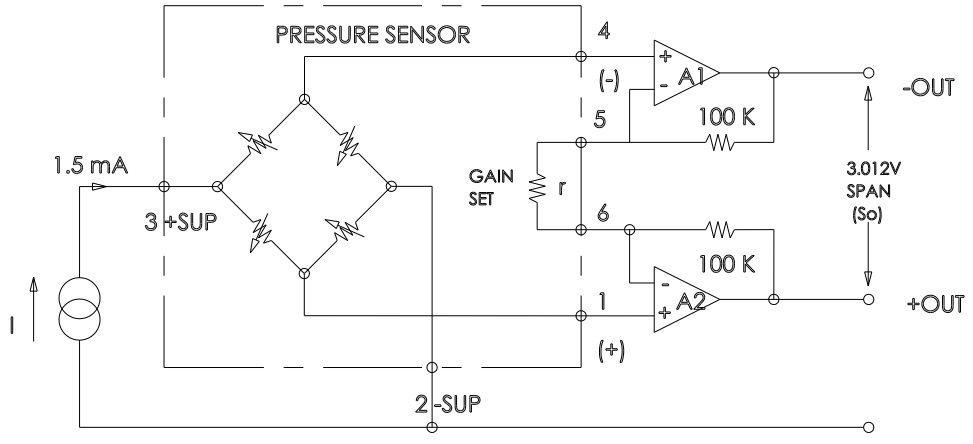 PRESSURE SENSOR
4
(-)
+
-
A1
-OUT
100 K
5
1.5 mA
GAIN
SET
r
3.012V
SPAN
(So)
3 +SUP
6
100 K
-
+
A2
+OUT
1
(+)
I
2 -SUP